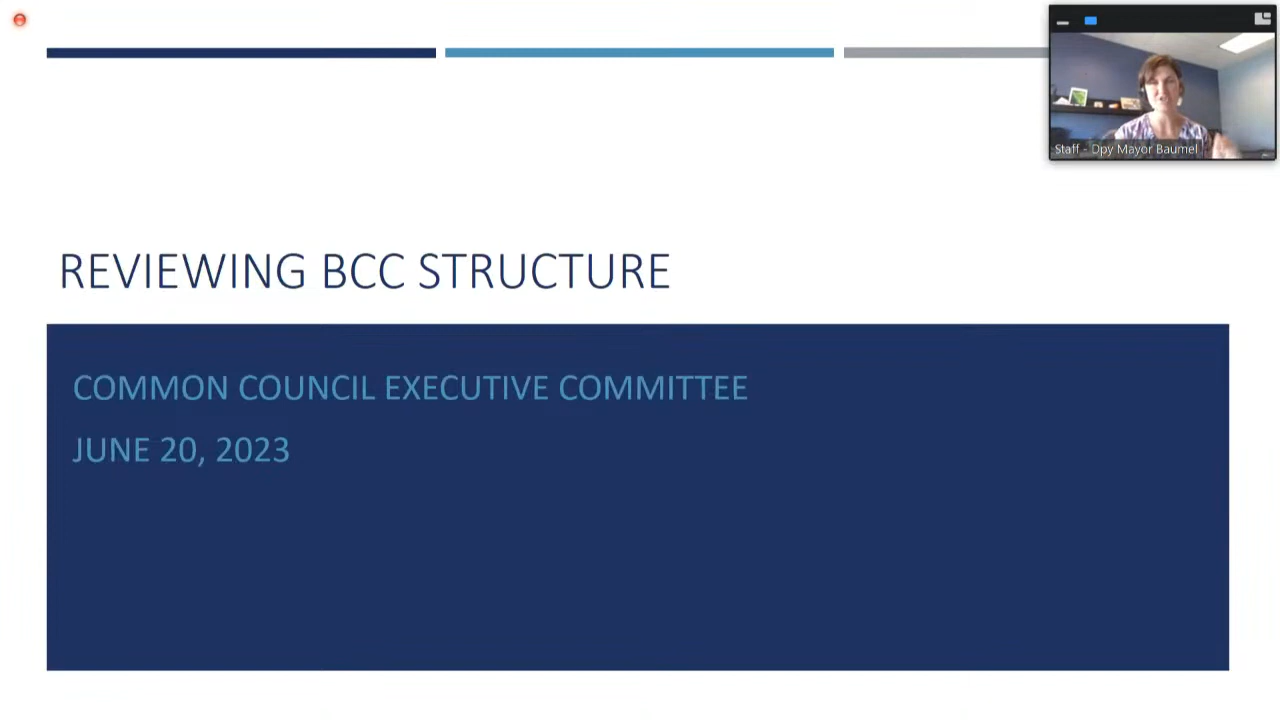 Staff - Dpy Mayor Baumel
REVIEWING BCC STRUCTURE
COMMON COUNCIL EXECUTIVE COMMITTEE
JUNE 20, 2023